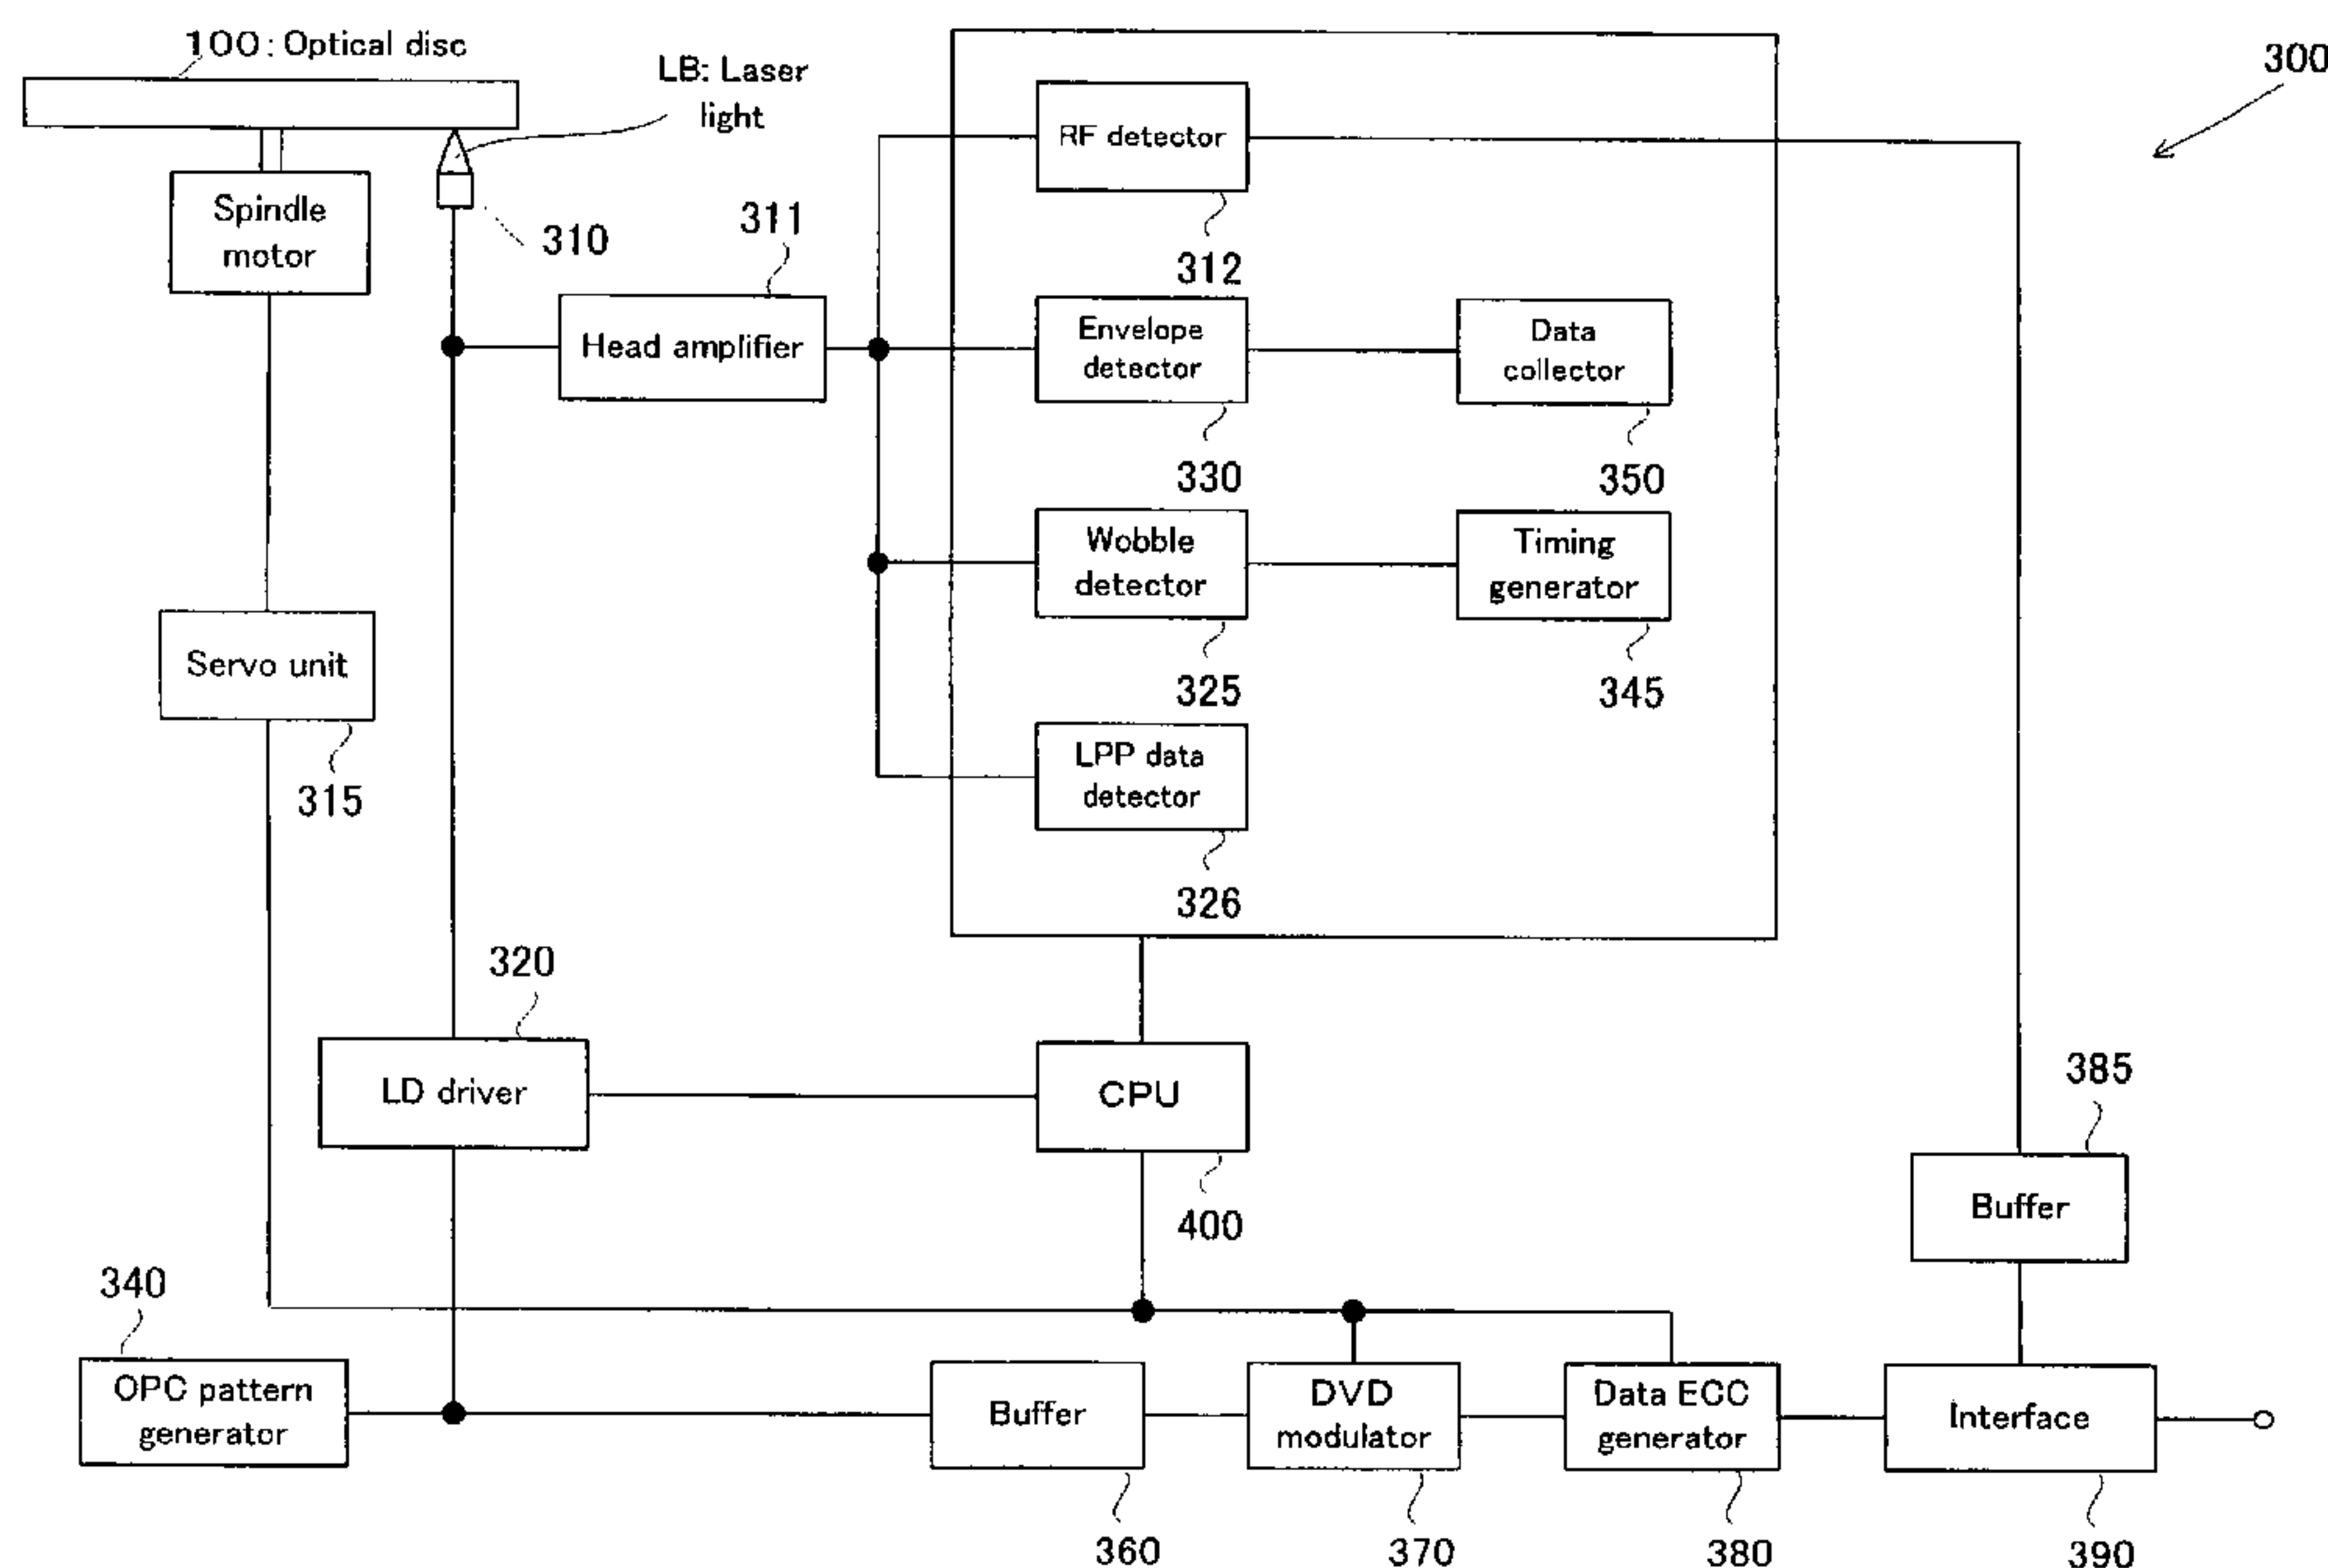 100: Optical disc
LB: Laser
light
300
RF detector
312
Spindle
motor
310
311
Head amplifier
Envelope
detector
330
Data
collector
350
Wobble
detector
325
Timing
generator
345
Servo unit
315
LPP data
detector
326
320
LD driver
CPU
400
385
Buffer
340
OPC pattern
generator
Buffer
360
DVD
modulator
370
Data ECC
generator
380
Interface
390